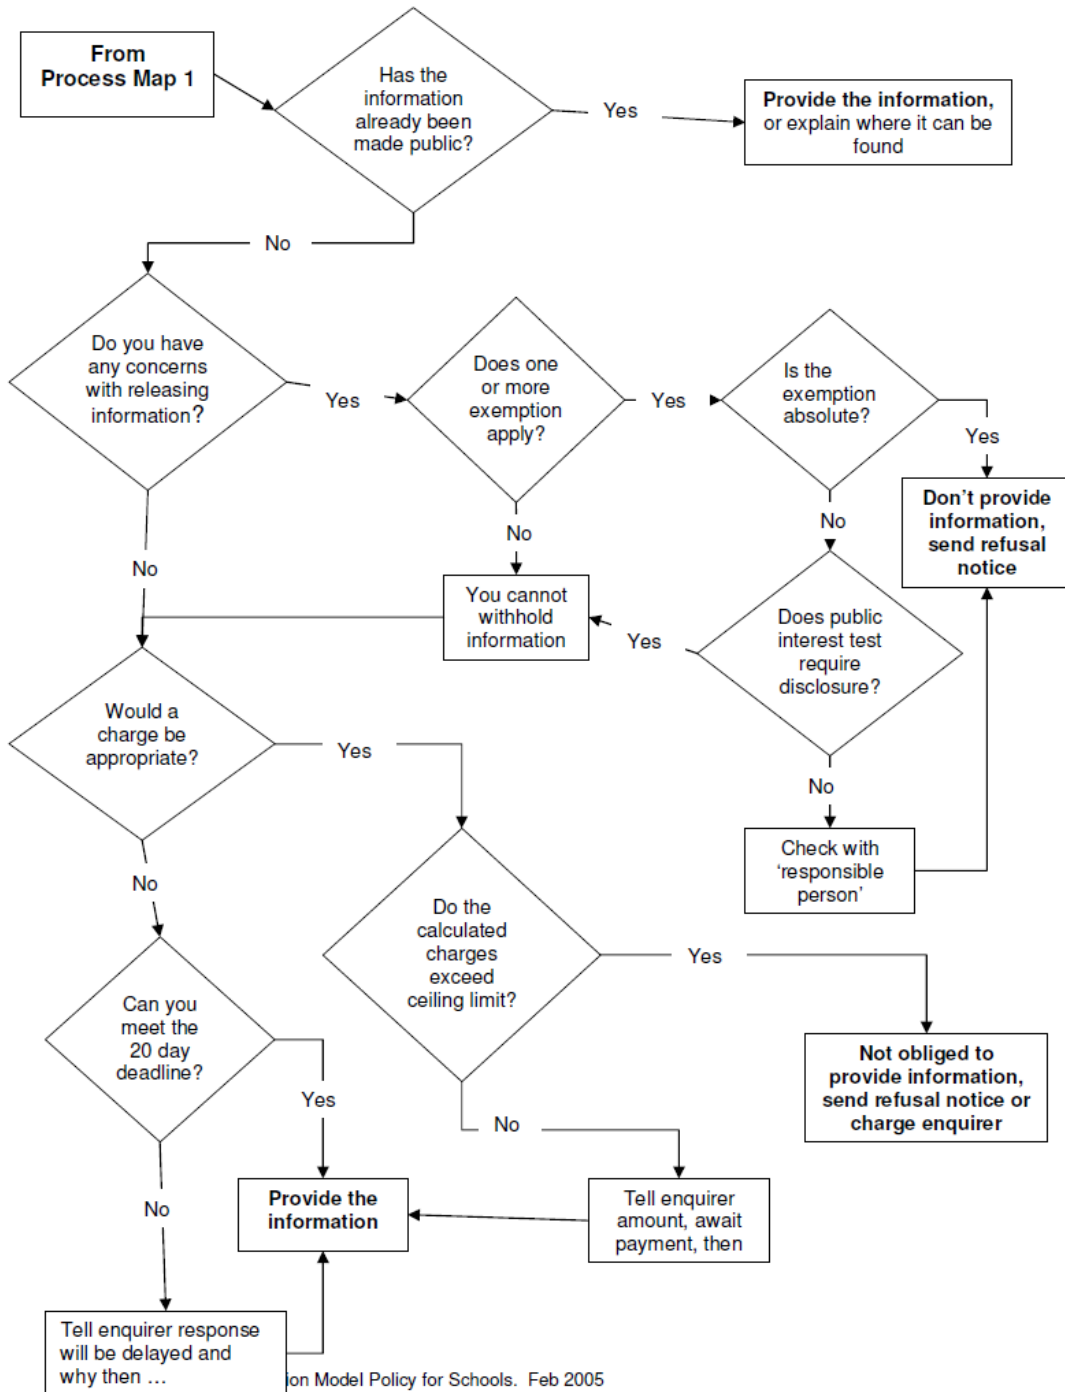 From
Process Map 1
Has the
information
already been
made public?
Yes
Provide the information,
or explain where it can be
found
No
Do you have
any concerns
with releasing
information?
Yes
Does one
or more
exemption
apply?
Yes
Is the
exemption
absolute?
Yes
Don't provide
information,
send refusal
notice
No
No
No
You cannot
withhold
information
Yes
Does public
interest test
require
disclosure?
Would a
charge be
appropriate?
Yes
No
Check with
‘responsible
person’
No
Do the
calculated
charges
exceed
ceiling limit?
Yes
Can you
meet the
20 day
deadline?
Yes
Not obliged to
provide information,
send refusal notice or
charge enquirer
No
No
Provide the
information
Tell enquirer
amount, await
payment, then
Tell enquirer response
will be delayed and
why then …
ion Model Policy for Schools. Feb 2005